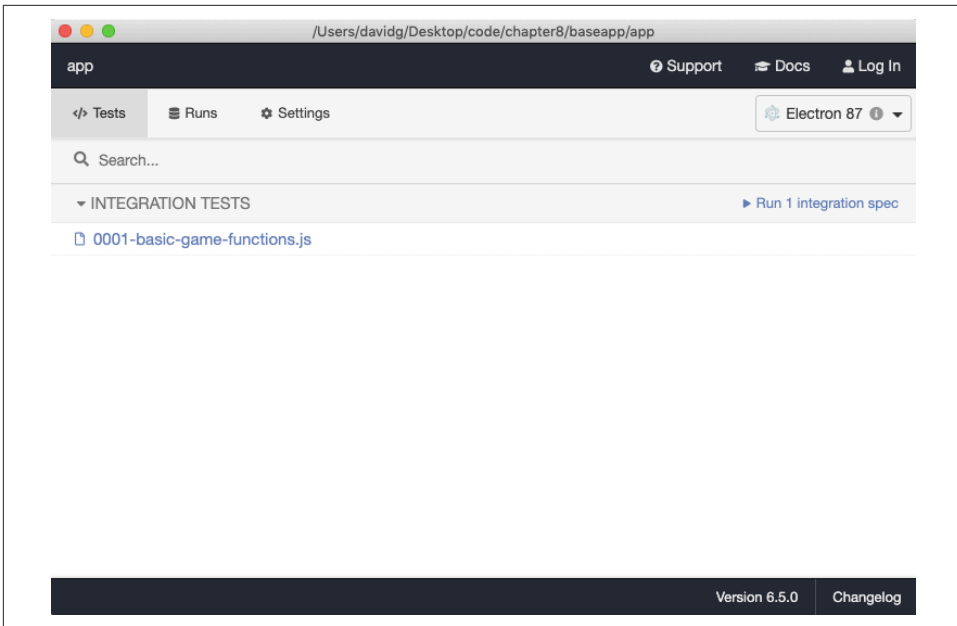 /Users/davidg/Desktop/code/chapter8/baseapp/app
app Support Docs Log In
</> Tests Runs Settings Electron 87
Search...
INTEGRATION TESTS Run 1 integration spec
0001-basic-game-functions.js
Version 6.5.0 Changelog